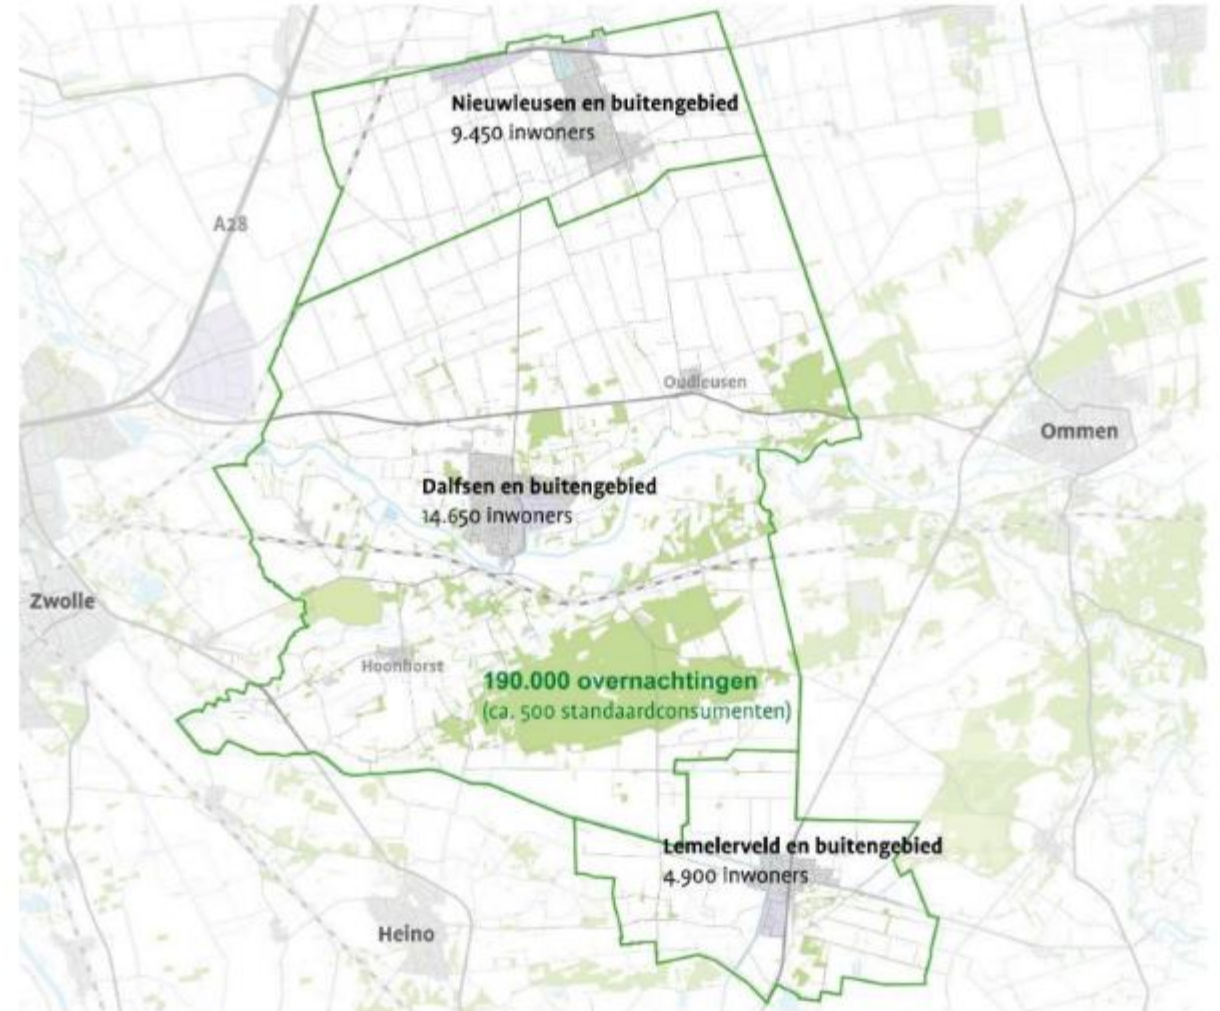 Nieuwleusen en buitengebied
9.450 inwoners
A28
Oudleusen
Ommen
Dalfsen en buitengebied
14.650 inwoners
Zwolle
Hoonhorst
190.000 overnachtingen
(ca. 500 standaardconsumenten)
Lemelerveld en buitengebied
4.900 inwoners
Heino